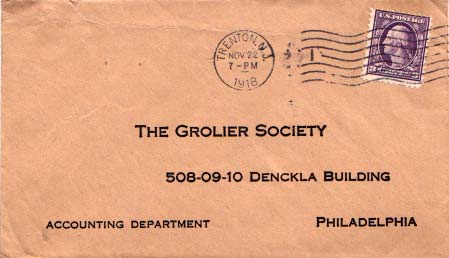 TRENTON, N.J.
NOV 22
7-PM
1918
U.S. POSTAGE
THE GROLIER SOCIETY
508-09-10 DENCKLA BUILDING
ACCOUNTING DEPARTMENT PHILADELPHIA